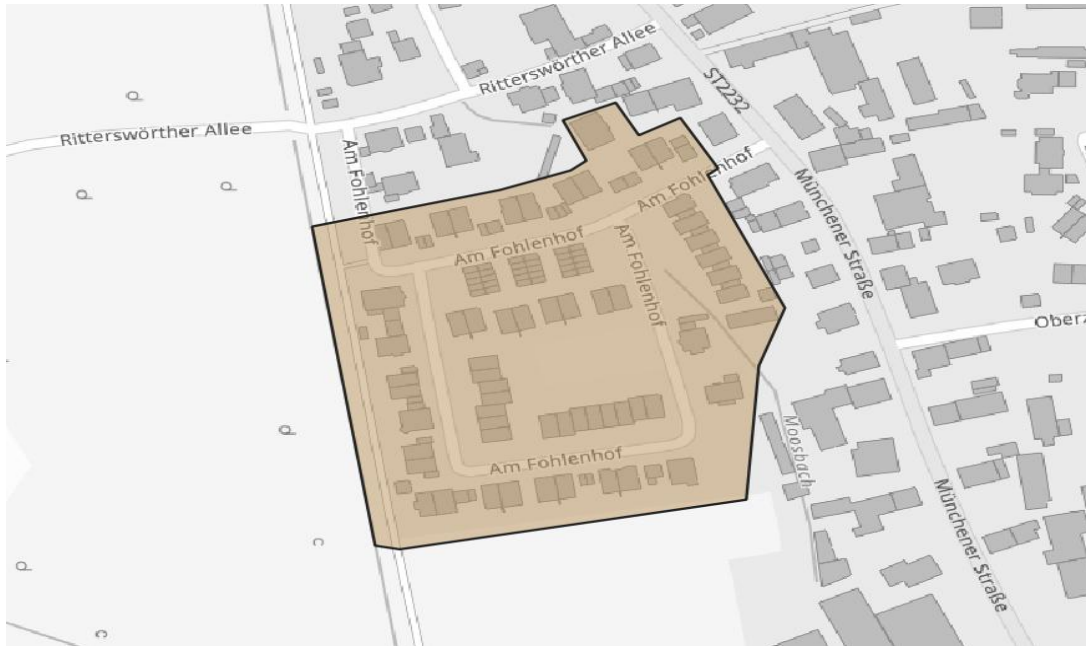 Ritterswörther Allee
ST2232
Ritterswörther Allee
Am Fohlenhof
Am Fohlenhof
Münchener Straße
Am Fohlenhof
Am Fohlenhof
Oberz
Moosbach
Am Fohlenhof
Münchener Straße